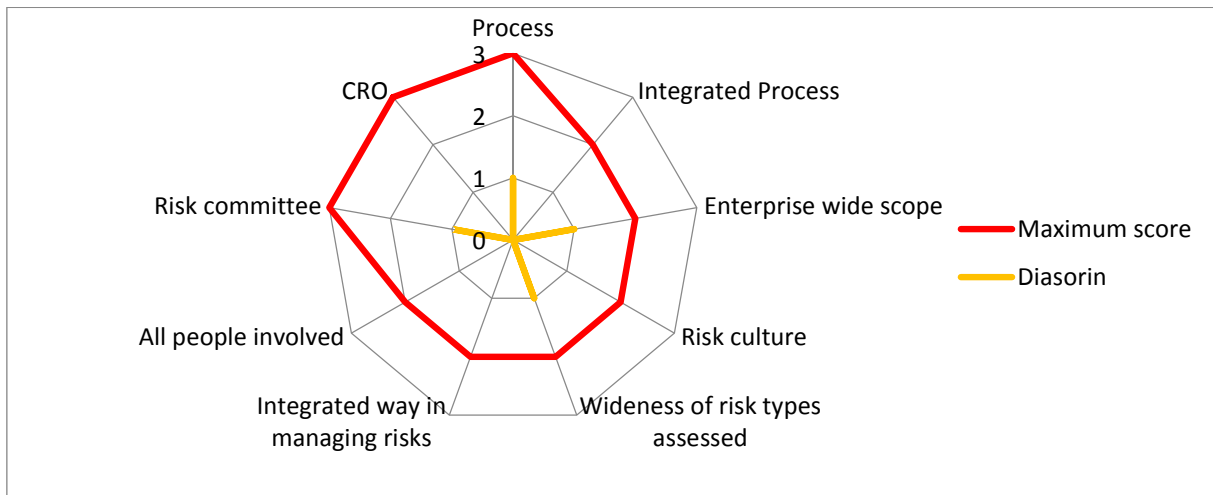 Process
3
CRO
Integrated Process
2
1
Risk committee
Enterprise wide scope
0
Maximum score
Diasorin
All people involved
Risk culture
Integrated way in
managing risks
Wideness of risk types
assessed